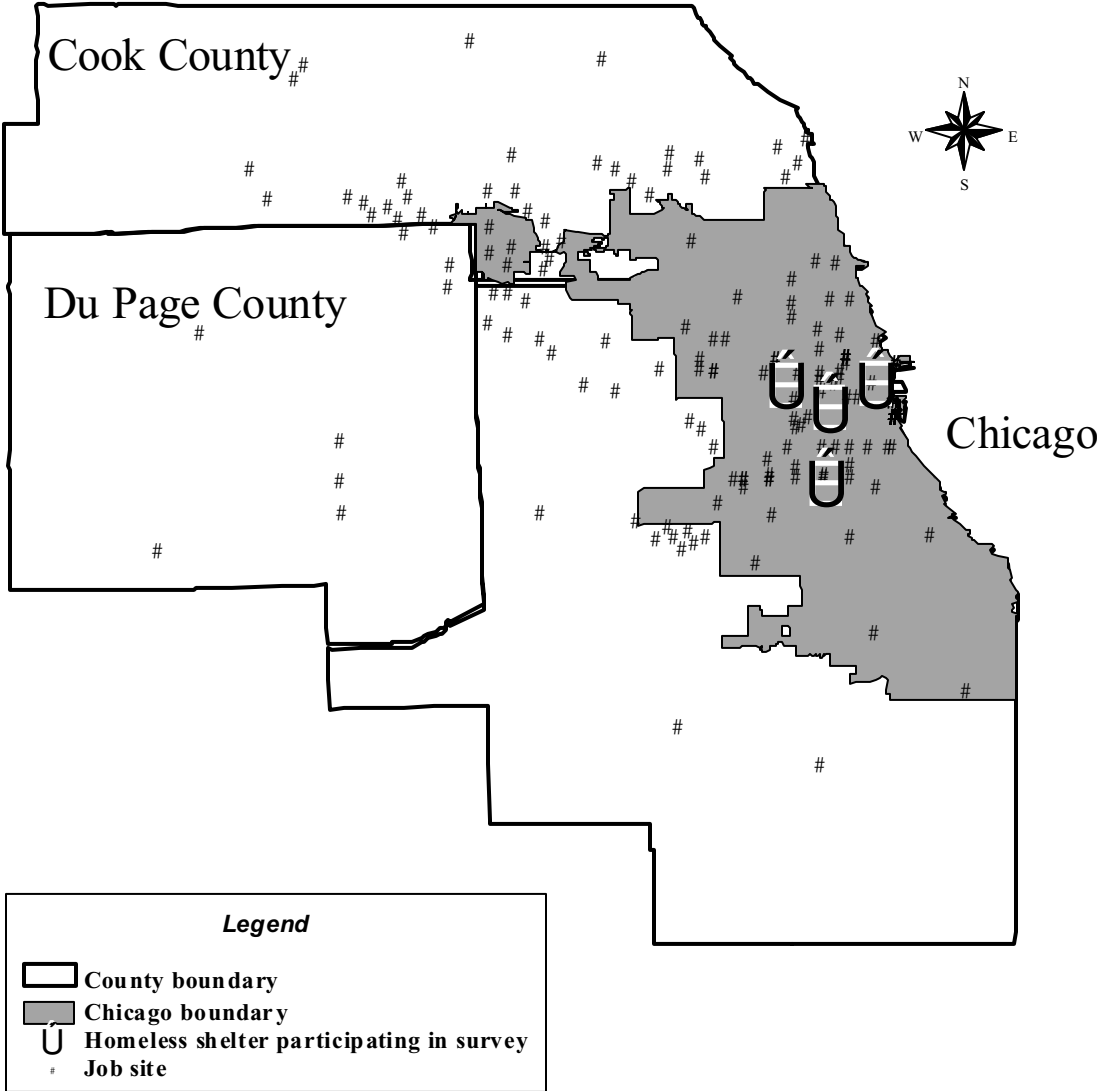 Cook County
N
W E
S
Du Page County
Chicago
Legend
County boundary
Chicago boundary
Homeless shelter participating in survey
# Job site